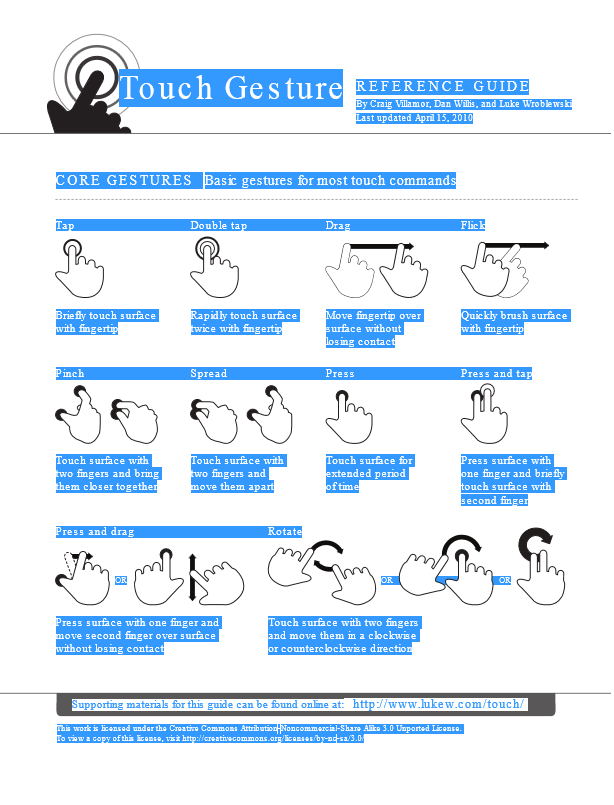 Touch Gesture
REFERENCE GUIDE
By Craig Villamor, Dan Willis, and Luke Wroblewski
Last updated April 15, 2010
CORE GESTURES Basic gestures for most touch commands
Tap Double tap Drag Flick
Briefly touch surface
with fingertip
Rapidly touch surface
twice with fingertip
Move fingertip over
surface without
losing contact
Quickly brush surface
with fingertip
Pinch Spread Press Press and tap
Touch surface with
two fingers and bring
them closer together
Touch surface with
two fingers and
move them apart
Touch surface for
extended period
of time
Press surface with
one finger and briefly
touch surface with
second finger
Press and drag Rotate
OR OR OR
Press surface with one finger and
move second finger over surface
without losing contact
Touch surface with two fingers
and move them in a clockwise
or counterclockwise direction
Supporting materials for this guide can be found online at: http://www.lukew.com/touch/
This work is licensed under the Creative Commons Attribution-Noncommercial-Share Alike 3.0 Unported License.
To view a copy of this license, visit http://creativecommons.org/licenses/by-nc-sa/3.0/